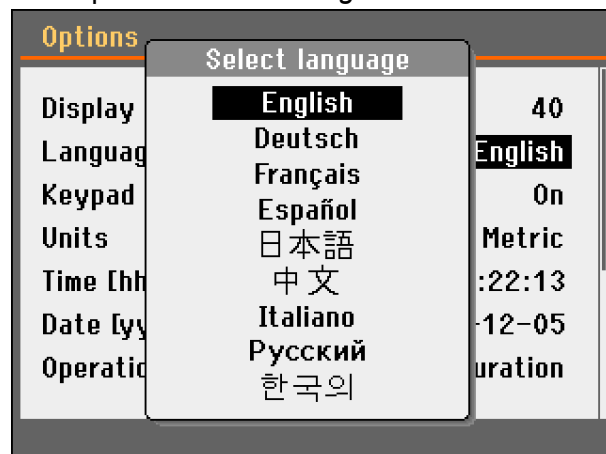 Options
Select language
English
Deutsch
Français
Español
日本語
中文
Italiano
Русский
한국의
Display 40
Languag English
Keypad On
Units Metric
Time [hh :22:13
Date [yy -12-05
Operatio uration